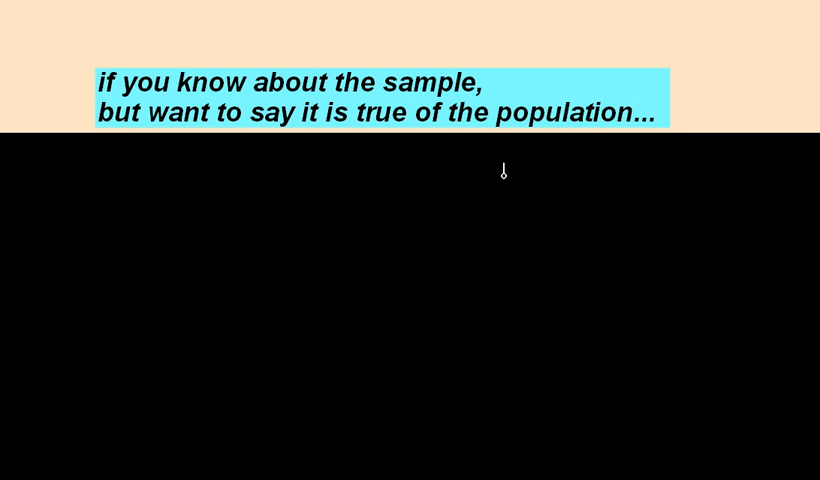 if you know about the sample,
but want to say it is true of the population...